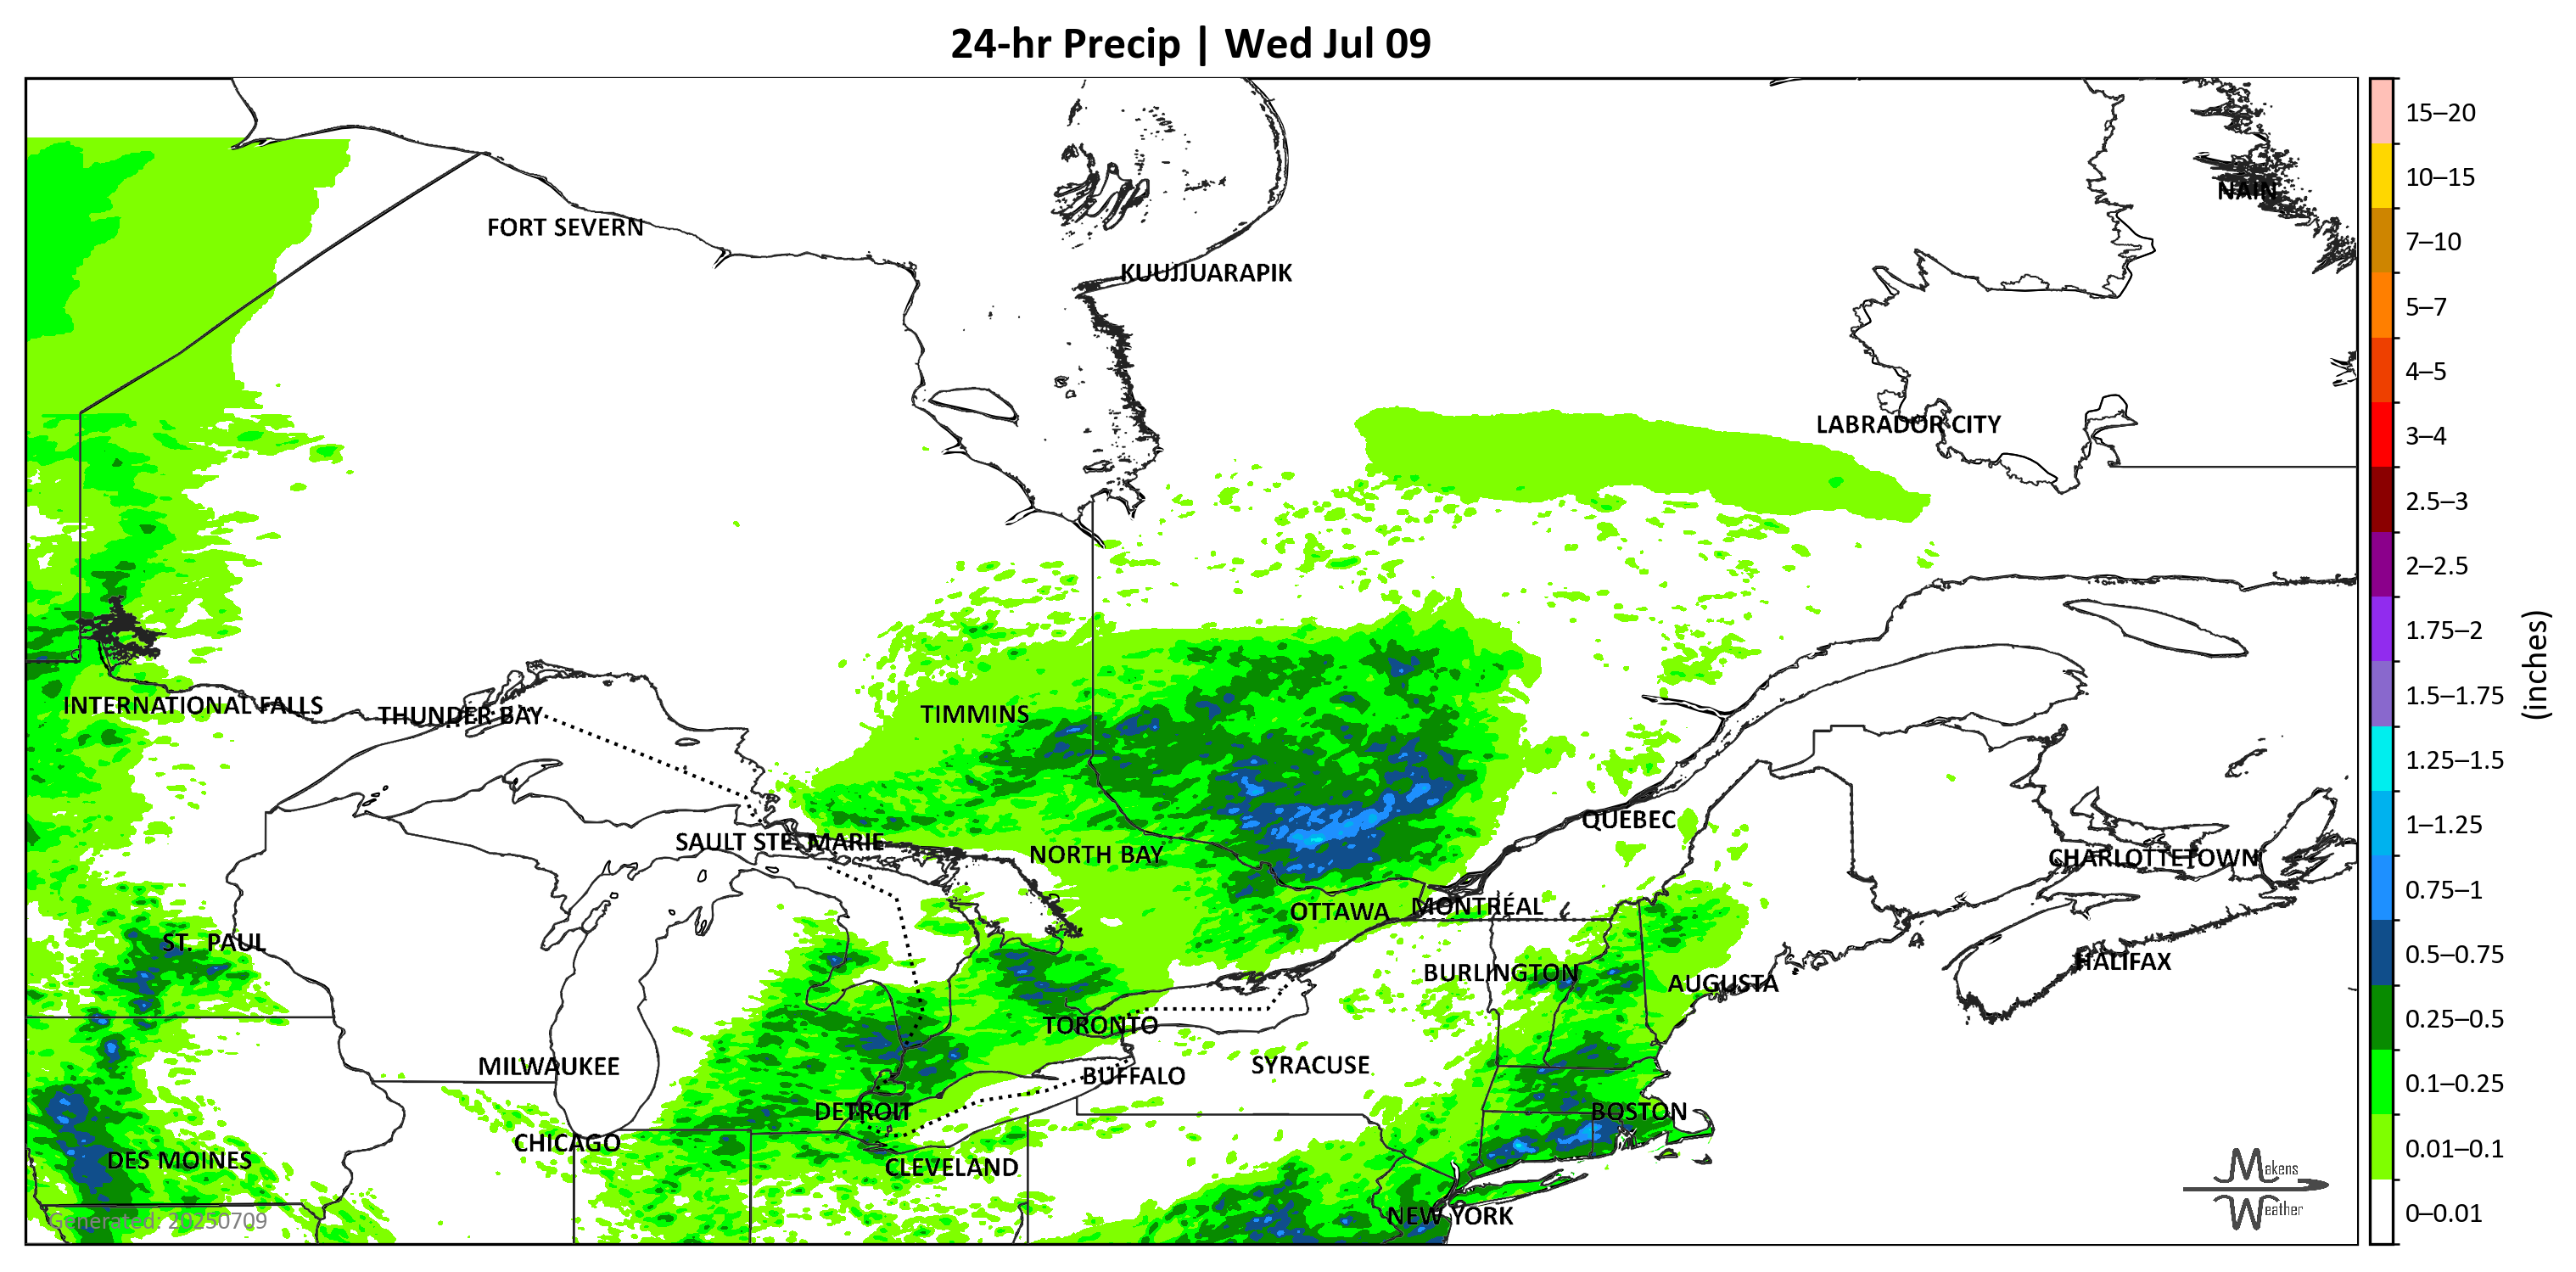 24-hr Precip | Wed Jul 09
15–20
10–15
7–10
5–7
4–5
3–4
2.5–3
2–2.5
1.75–2
1.5–1.75
1.25–1.5
1–1.25
0.75–1
0.5–0.75
0.25–0.5
0.1–0.25
0.01–0.1
0–0.01
(inches)
NAIN
FORT SEVERN
KUUJJUARAPIK
LABRADOR CITY
INTERNATIONAL FALLS
THUNDER BAY
TIMMINS
QUÉBEC
SAULT STE. MARIE
NORTH BAY
CHARLOTTETOWN
OTTAWA
MONTRÉAL
ST. PAUL
BURLINGTON
AUGUSTA
HALIFAX
TORONTO
MILWAUKEE
SYRACUSE
BUFFALO
DETROIT
BOSTON
CHICAGO
DES MOINES
CLEVELAND
NEW YORK
Generated: 20250709
Makens
Weather